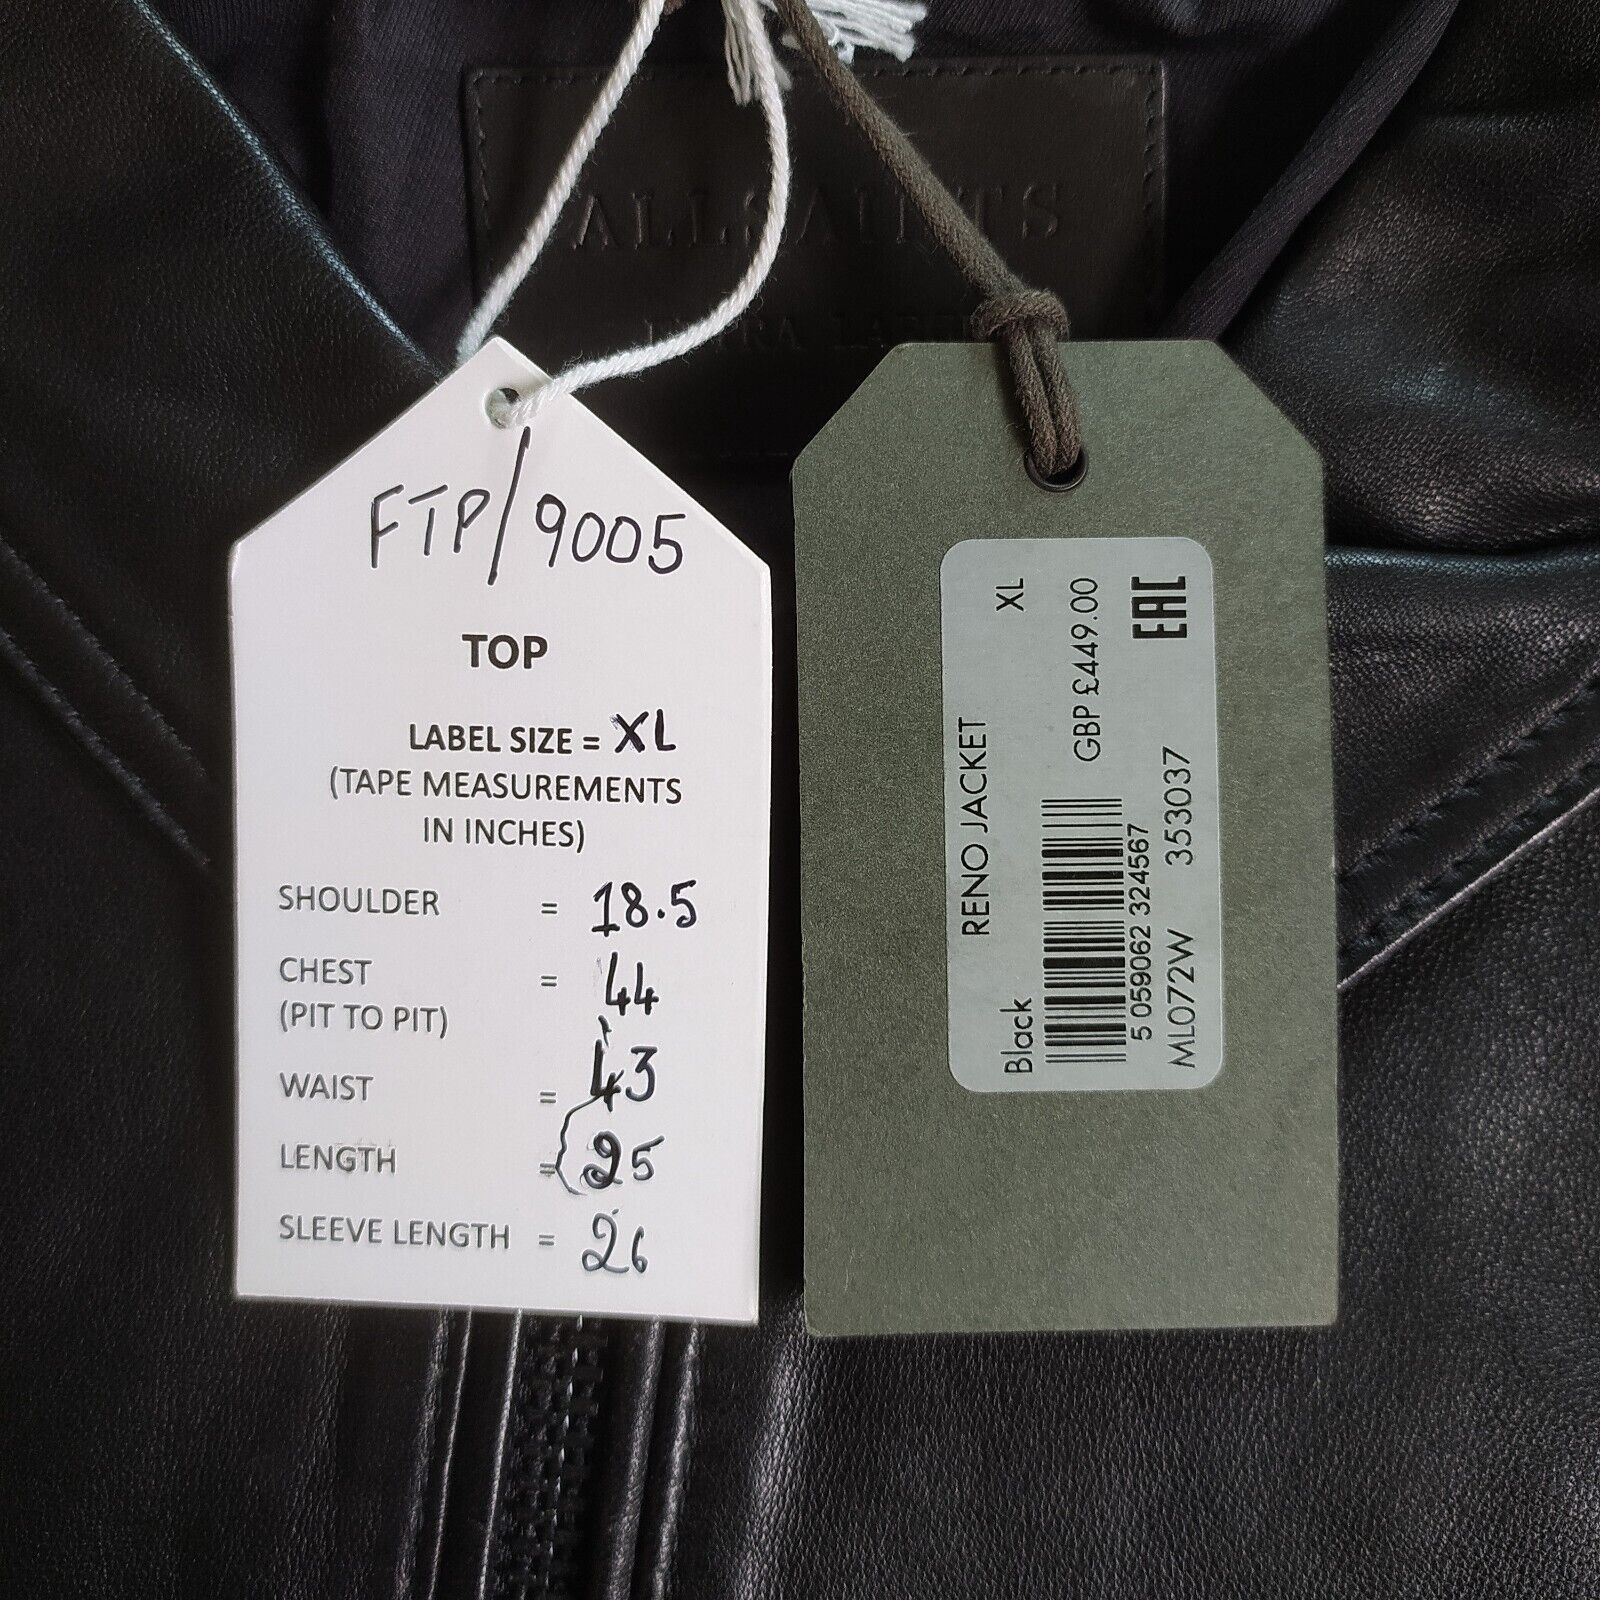 ALLSAINTS
FTP/9005
TOP
LABEL SIZE = XL
(TAPE MEASUREMENTS
IN INCHES)
SHOULDER = 18.5
CHEST = 44
(PIT TO PIT)
WAIST = 43
LENGTH = 25
SLEEVE LENGTH = 26
RENO JACKET
Black XL
GBP £449.00
5 059062 324567
ML072W 353037
EAC